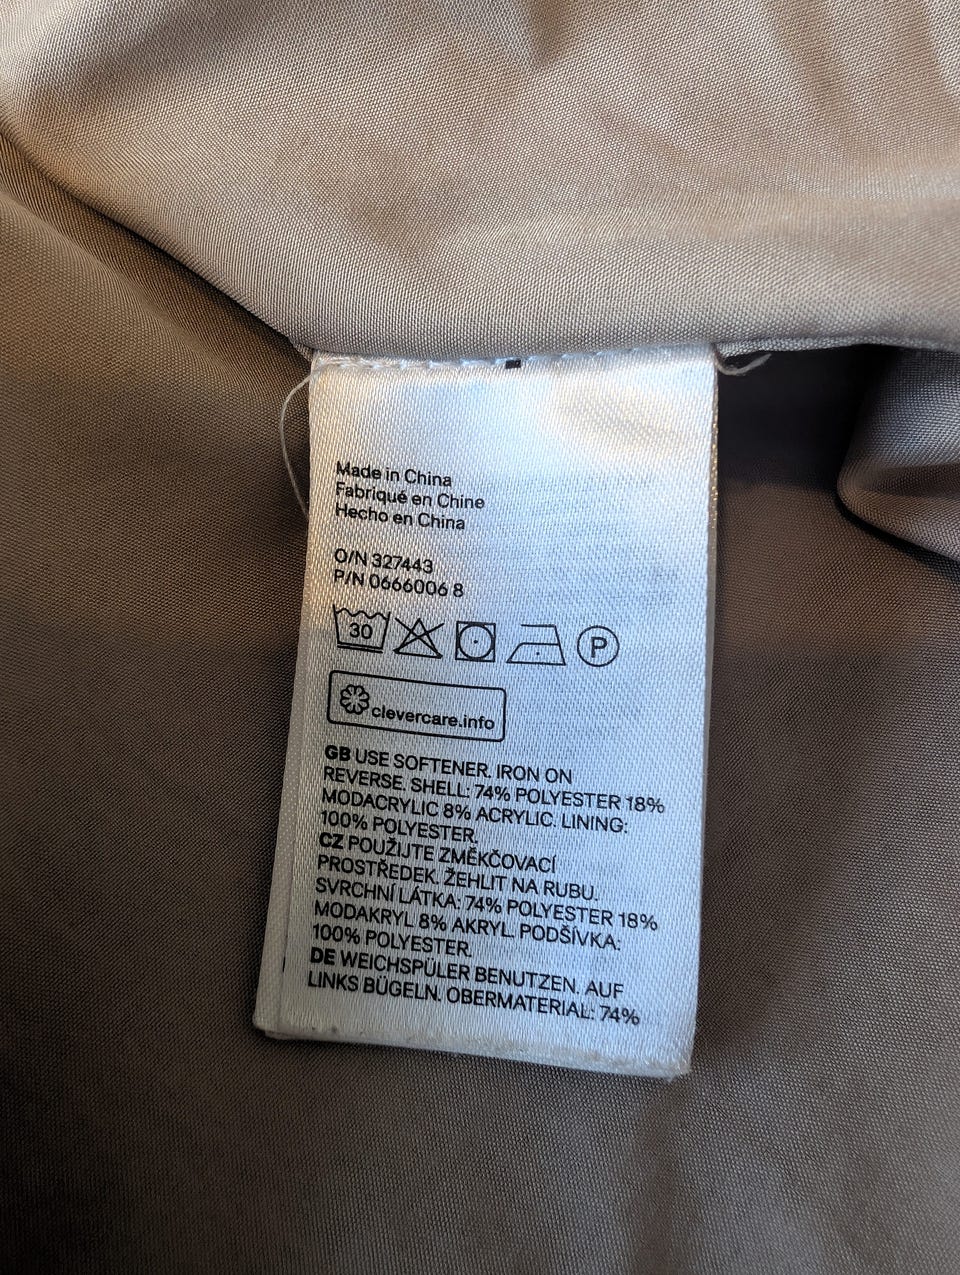 Made in China
Fabriqué en Chine
Hecho en China
O/N 327443
P/N 0666006 8
30 P
clevercare.info
GB USE SOFTENER. IRON ON
REVERSE. SHELL: 74% POLYESTER 18%
MODACRYLIC 8% ACRYLIC. LINING:
100% POLYESTER.
CZ POUŽIJTE ZMĚKČOVACÍ
PROSTŘEDEK. ŽEHLIT NA RUBU.
SVRCHNÍ LÁTKA: 74% POLYESTER 18%
MODAKRYL 8% AKRYL. PODŠÍVKA:
100% POLYESTER.
DE WEICHSPÜLER BENUTZEN. AUF
LINKS BÜGELN. OBERMATERIAL: 74%